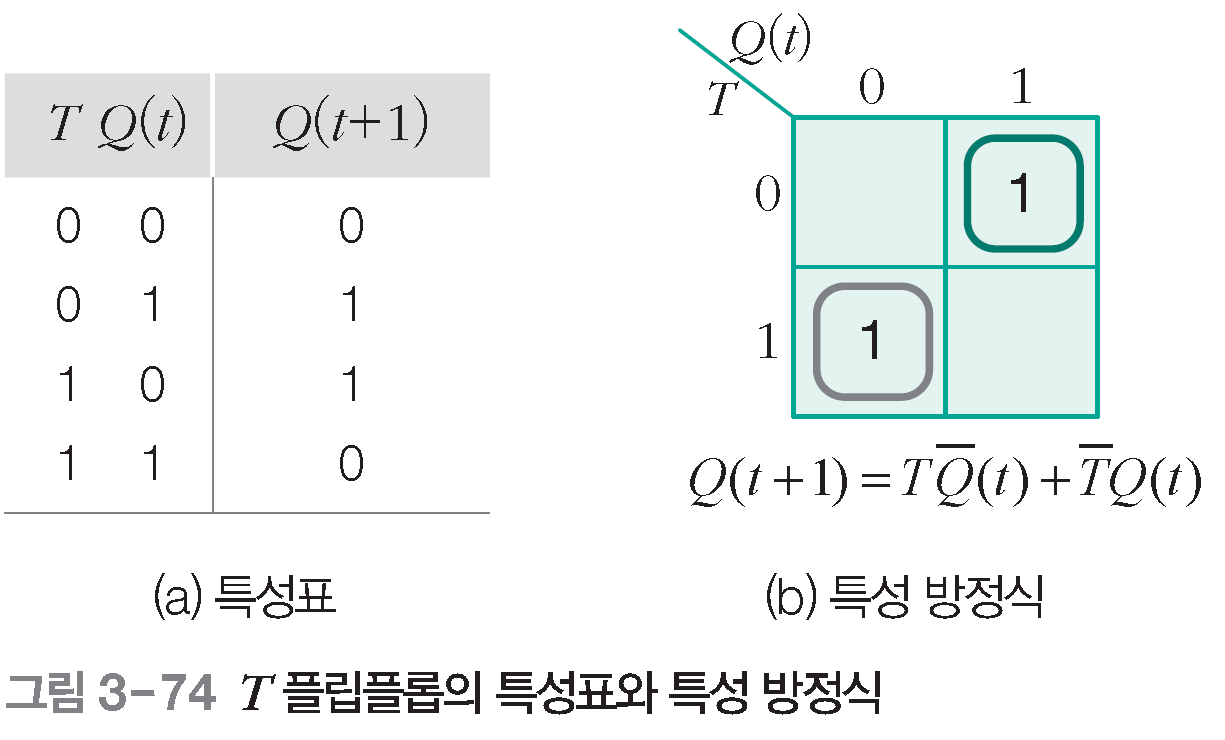 T Q(t) Q(t+1)
0 0 0
0 1 1
1 0 1
1 1 0
(a) 특성표
Q(t)
T
0 1
0 1
1 1
Q(t+1) = TQ̅(t) + T̅Q(t)
(b) 특성 방정식
그림 3-74 T 플립플롭의 특성표와 특성 방정식